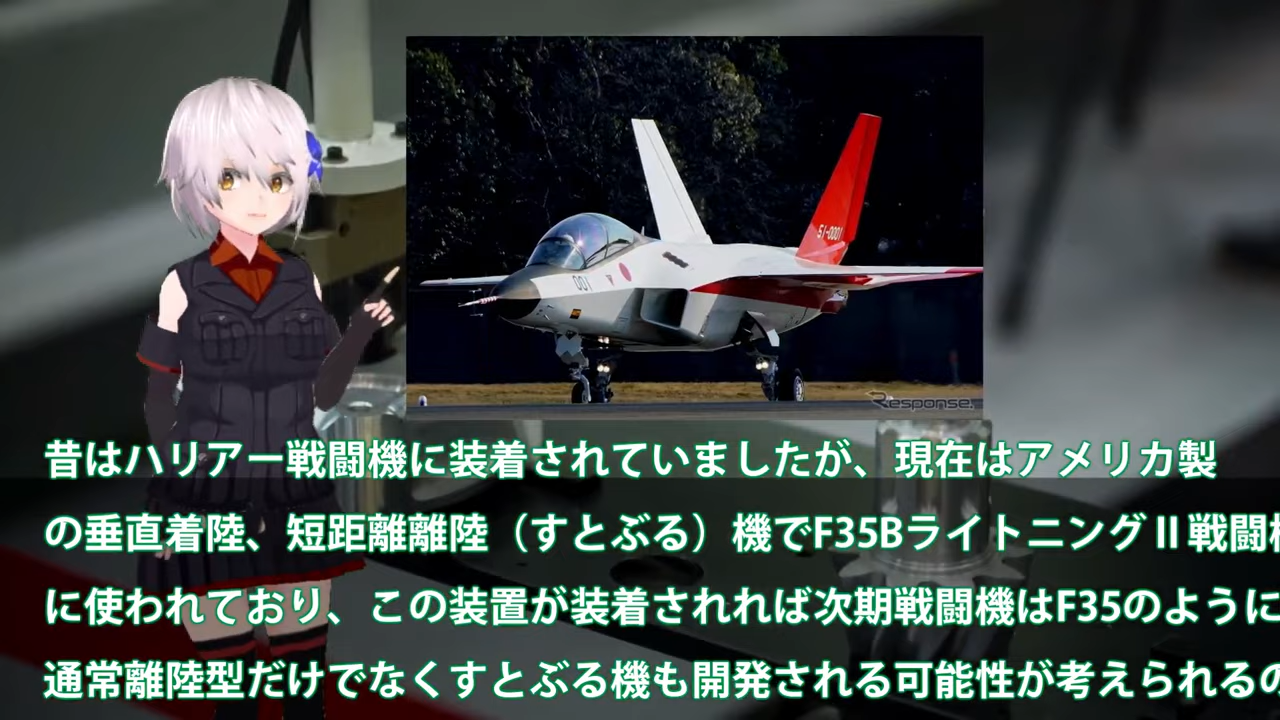 51-0001
001
Response.
昔はハリアー戦闘機に装着されていましたが、現在はアメリカ製
の垂直着陸、短距離離陸（すとぶる）機でF35BライトニングⅡ戦闘機
に使われており、この装置が装着されれば次期戦闘機はF35のように
通常離陸型だけでなくすとぶる機も開発される可能性が考えられるの